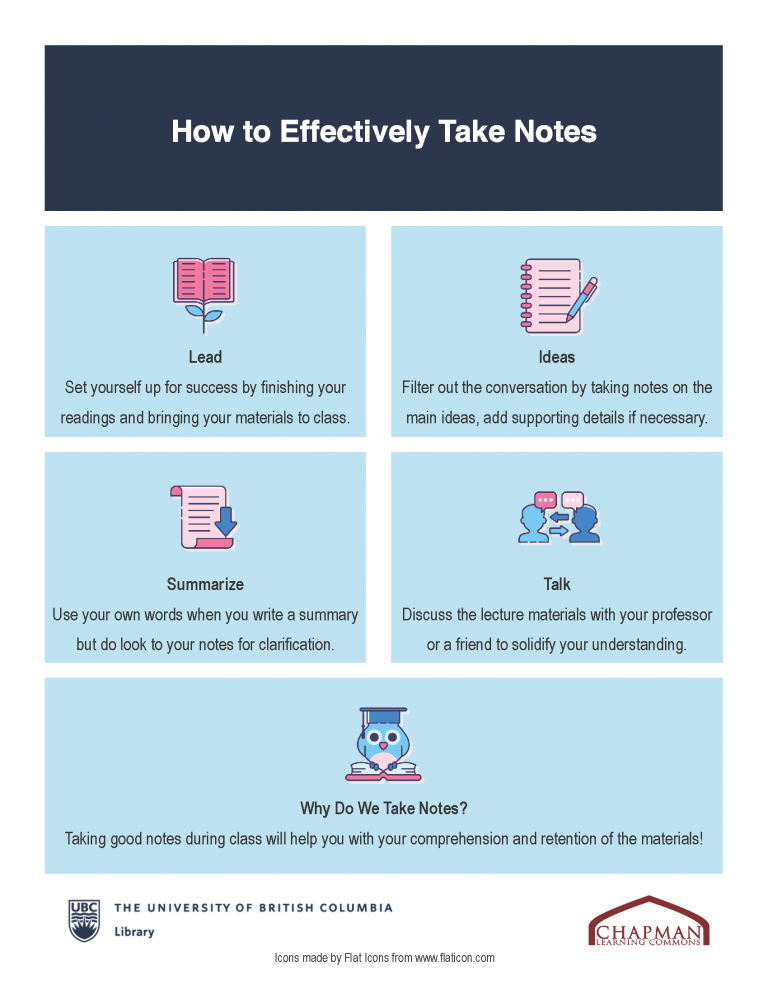 How to Effectively Take Notes
Lead
Set yourself up for success by finishing your
readings and bringing your materials to class.
Ideas
Filter out the conversation by taking notes on the
main ideas, add supporting details if necessary.
Summarize
Use your own words when you write a summary
but do look to your notes for clarification.
Talk
Discuss the lecture materials with your professor
or a friend to solidify your understanding.
Why Do We Take Notes?
Taking good notes during class will help you with your comprehension and retention of the materials!
UBC
THE UNIVERSITY OF BRITISH COLUMBIA
Library
CHAPMAN
LEARNING COMMONS
Icons made by Flat Icons from www.flaticon.com